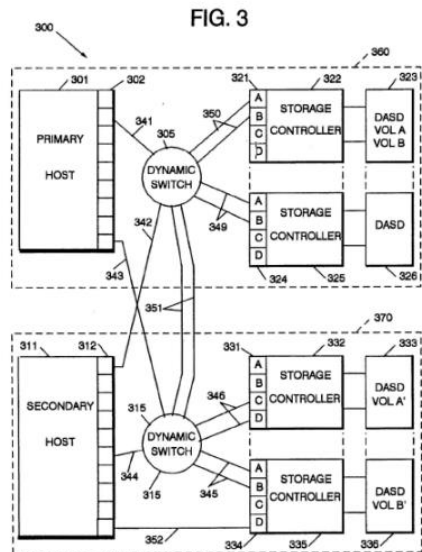 FIG. 3
300
360
301
302
321
322
323
PRIMARY
HOST
341
305
DYNAMIC
SWITCH
350
A
B
C
D
STORAGE
CONTROLLER
DASD
VOL A
VOL B
342
349
A
B
C
D
STORAGE
CONTROLLER
DASD
343
351
324
325
326
370
311
312
331
332
333
SECONDARY
HOST
315
DYNAMIC
SWITCH
315
344
346
345
A
B
C
D
STORAGE
CONTROLLER
DASD
VOL A'
A
B
C
D
STORAGE
CONTROLLER
DASD
VOL B'
352
334
335
336